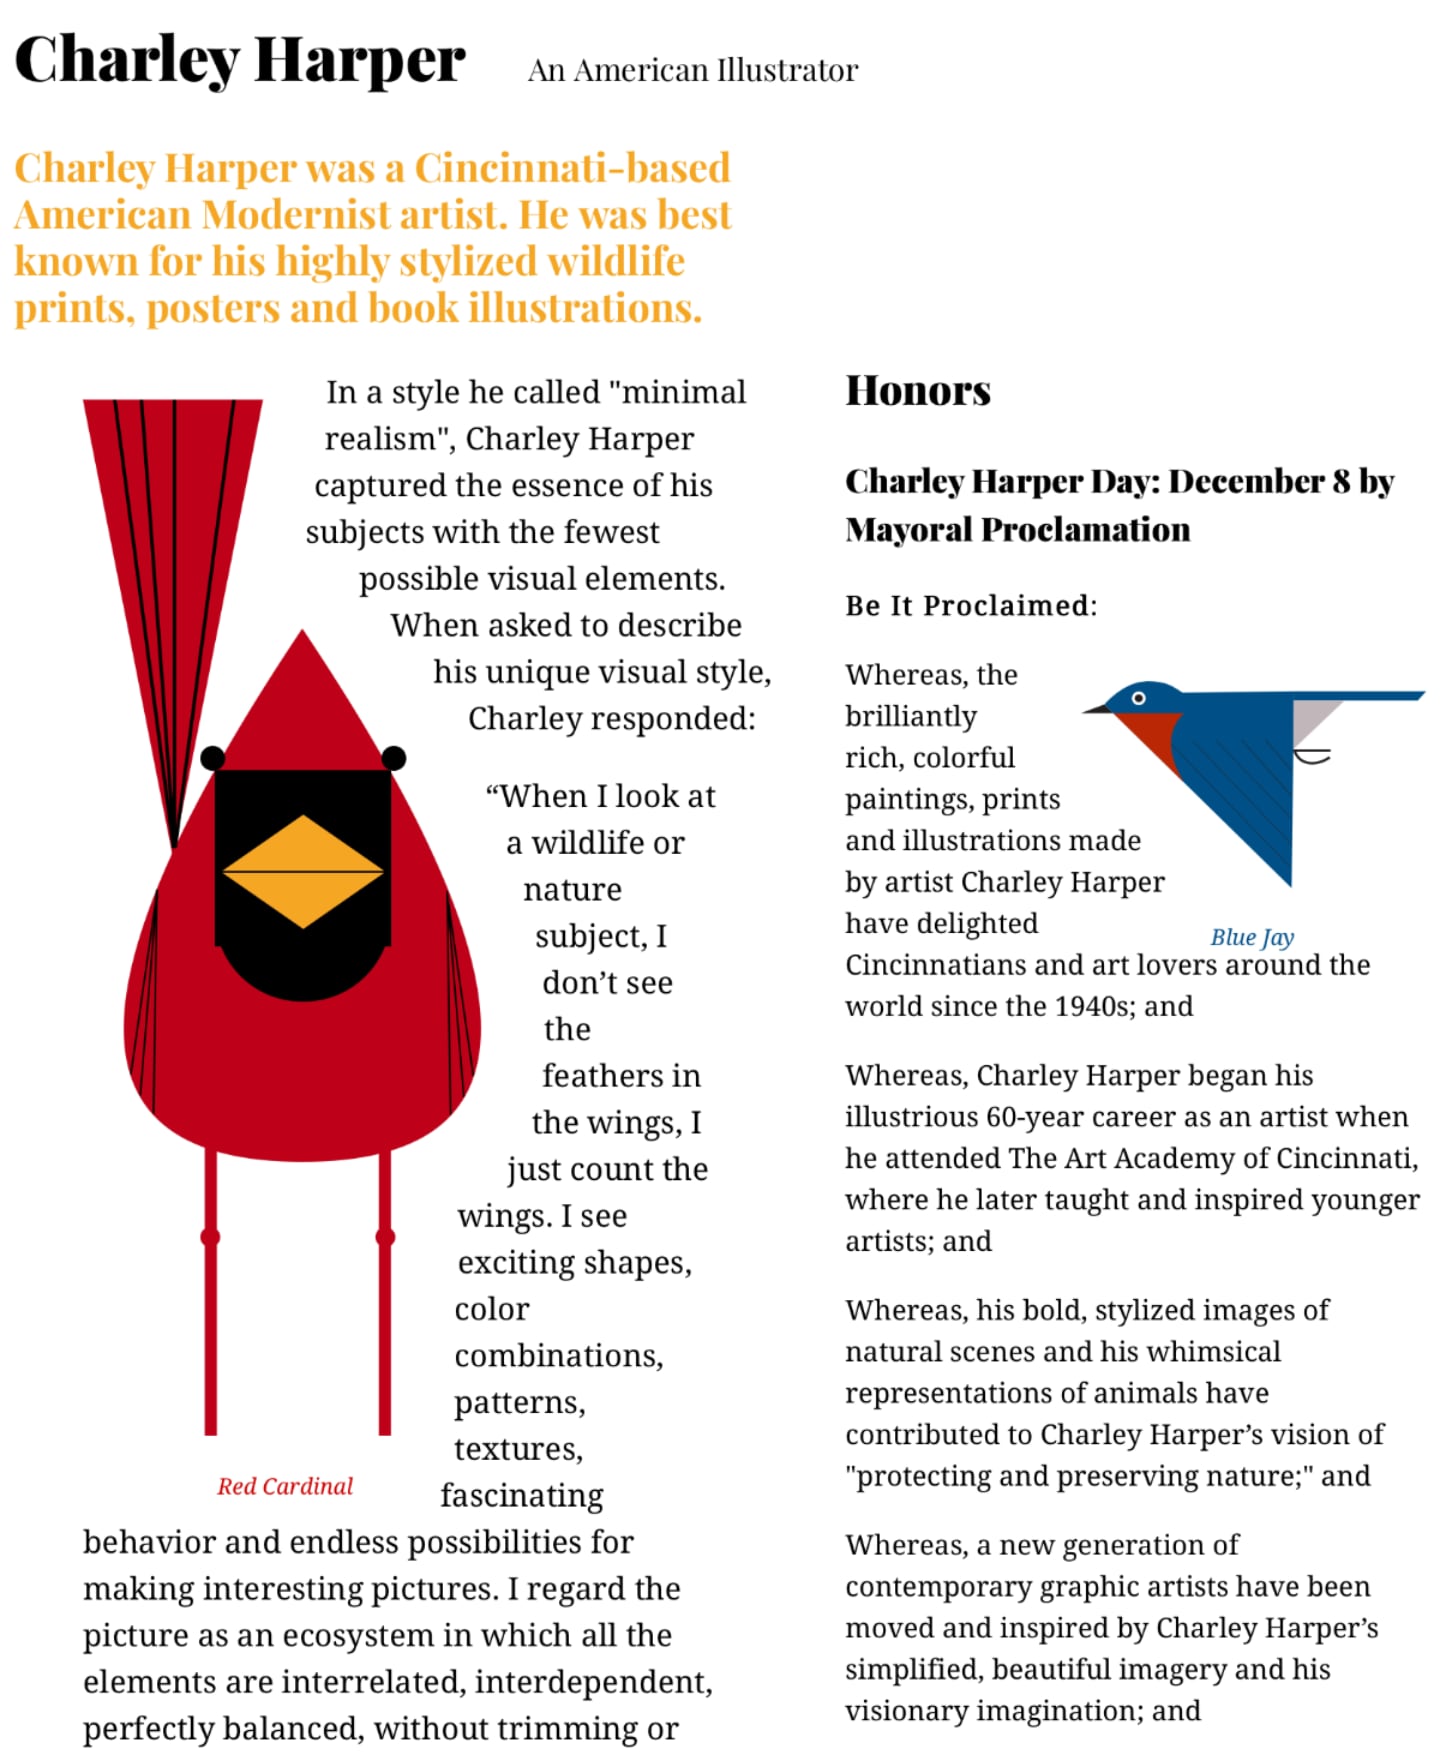 Charley Harper An American Illustrator
Charley Harper was a Cincinnati-based
American Modernist artist. He was best
known for his highly stylized wildlife
prints, posters and book illustrations.
In a style he called "minimal
realism", Charley Harper
captured the essence of his
subjects with the fewest
possible visual elements.
When asked to describe
his unique visual style,
Charley responded:
“When I look at
a wildlife or
nature
subject, I
don’t see
the
feathers in
the wings, I
just count the
wings. I see
exciting shapes,
color
combinations,
patterns,
textures,
fascinating
behavior and endless possibilities for
making interesting pictures. I regard the
picture as an ecosystem in which all the
elements are interrelated, interdependent,
perfectly balanced, without trimming or
Red Cardinal
Honors
Charley Harper Day: December 8 by
Mayoral Proclamation
Be It Proclaimed:
Whereas, the
brilliantly
rich, colorful
paintings, prints
and illustrations made
by artist Charley Harper
have delighted
Cincinnatians and art lovers around the
world since the 1940s; and
Blue Jay
Whereas, Charley Harper began his
illustrious 60-year career as an artist when
he attended The Art Academy of Cincinnati,
where he later taught and inspired younger
artists; and
Whereas, his bold, stylized images of
natural scenes and his whimsical
representations of animals have
contributed to Charley Harper’s vision of
"protecting and preserving nature;" and
Whereas, a new generation of
contemporary graphic artists have been
moved and inspired by Charley Harper’s
simplified, beautiful imagery and his
visionary imagination; and